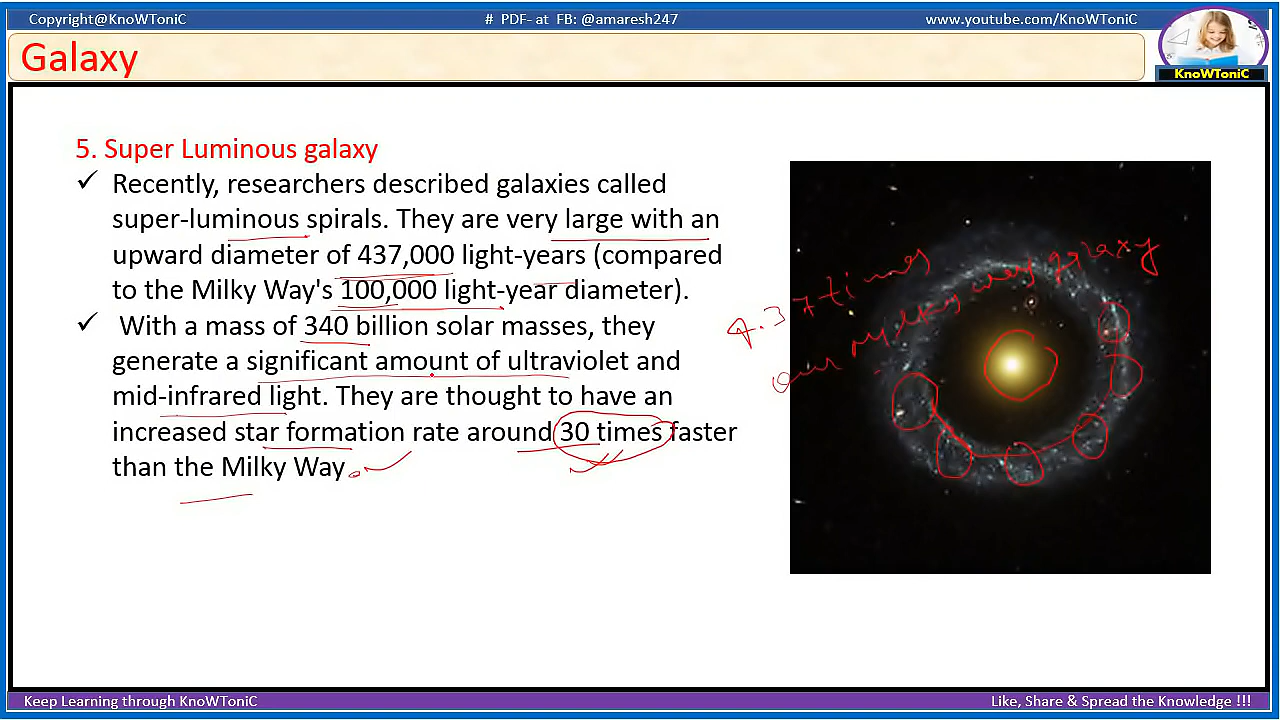 Copyright@KnoWToniC # PDF- at FB: @amaresh247 www.youtube.com/KnoWToniC
Galaxy
KnoWToniC
5. Super Luminous galaxy
✓ Recently, researchers described galaxies called
super-luminous spirals. They are very large with an
upward diameter of 437,000 light-years (compared
to the Milky Way's 100,000 light-year diameter).
✓ With a mass of 340 billion solar masses, they
generate a significant amount of ultraviolet and
mid-infrared light. They are thought to have an
increased star formation rate around 30 times faster
than the Milky Way.
4.37 times
our mylky way galaxy
Keep Learning through KnoWToniC Like, Share & Spread the Knowledge !!!